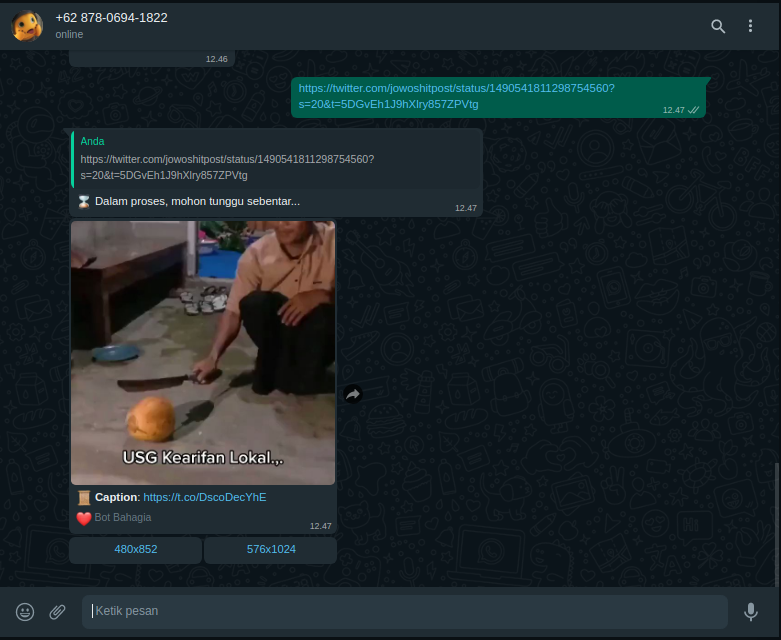 +62 878-0694-1822
online
12.46
https://twitter.com/jowoshitpost/status/1490541811298754560?
s=20&t=5DGvEh1J9hXlry857ZPVtg
12.47
Anda
https://twitter.com/jowoshitpost/status/1490541811298754560?
s=20&t=5DGvEh1J9hXlry857ZPVtg
Dalam proses, mohon tunggu sebentar...
12.47
USG Kearifan Lokal.,.
Caption: https://t.co/DscoDecYhE
Bot Bahagia
12.47
480x852
576x1024
Ketik pesan